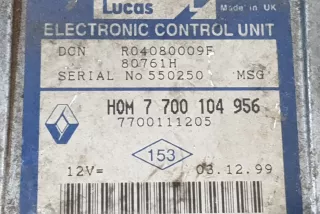 Lucas
Made in UK
ELECTRONIC CONTROL UNIT
DCN R04080009F
80761H
SERIAL No 550250 MSG
HOM 7 700 104 956
7700111205
153
12V= 03.12.99